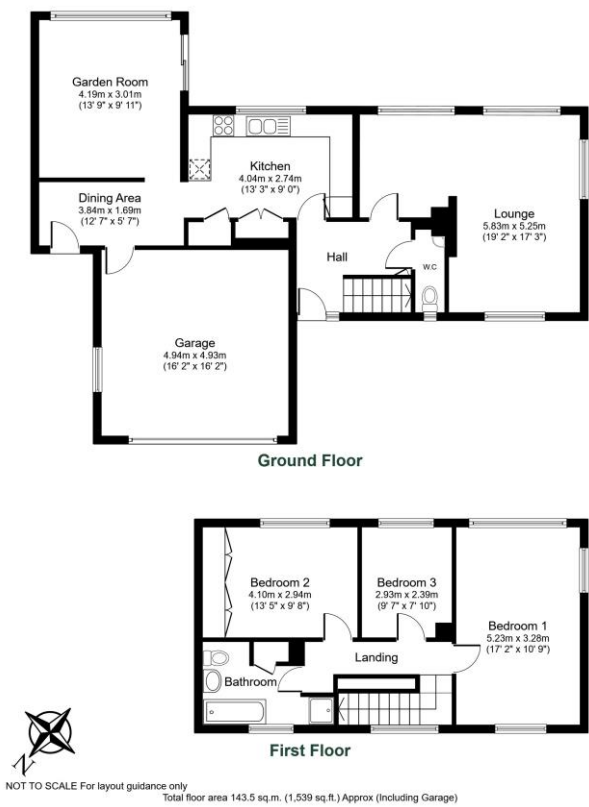 Garden Room
4.19m x 3.01m
(13' 9" x 9' 11")
Kitchen
4.04m x 2.74m
(13' 3" x 9' 0")
Dining Area
3.84m x 1.69m
(12' 7" x 5' 7")
Lounge
5.83m x 5.25m
(19' 2" x 17' 3")
Hall
W.C
Garage
4.94m x 4.93m
(16' 2" x 16' 2")
Ground Floor
Bedroom 2
4.10m x 2.94m
(13' 5" x 9' 8")
Bedroom 3
2.93m x 2.39m
(9' 7" x 7' 10")
Bedroom 1
5.23m x 3.28m
(17' 2" x 10' 9")
Landing
Bathroom
First Floor
N
NOT TO SCALE For layout guidance only
Total floor area 143.5 sq.m. (1,539 sq.ft.) Approx (Including Garage)